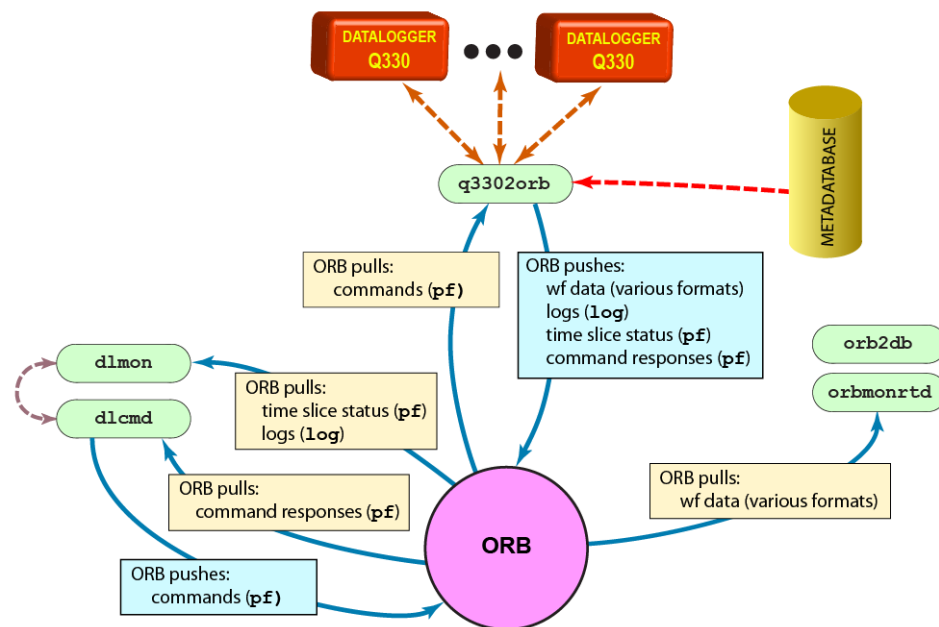 DATALOGGER
Q330
DATALOGGER
Q330
METADATABASE
q3302orb
ORB pulls:
commands (pf)
ORB pushes:
wf data (various formats)
logs (log)
time slice status (pf)
command responses (pf)
orb2db
orbmonrtd
dlmon
dlcmd
ORB pulls:
time slice status (pf)
logs (log)
ORB pulls:
command responses (pf)
ORB pulls:
wf data (various formats)
ORB
ORB pushes:
commands (pf)